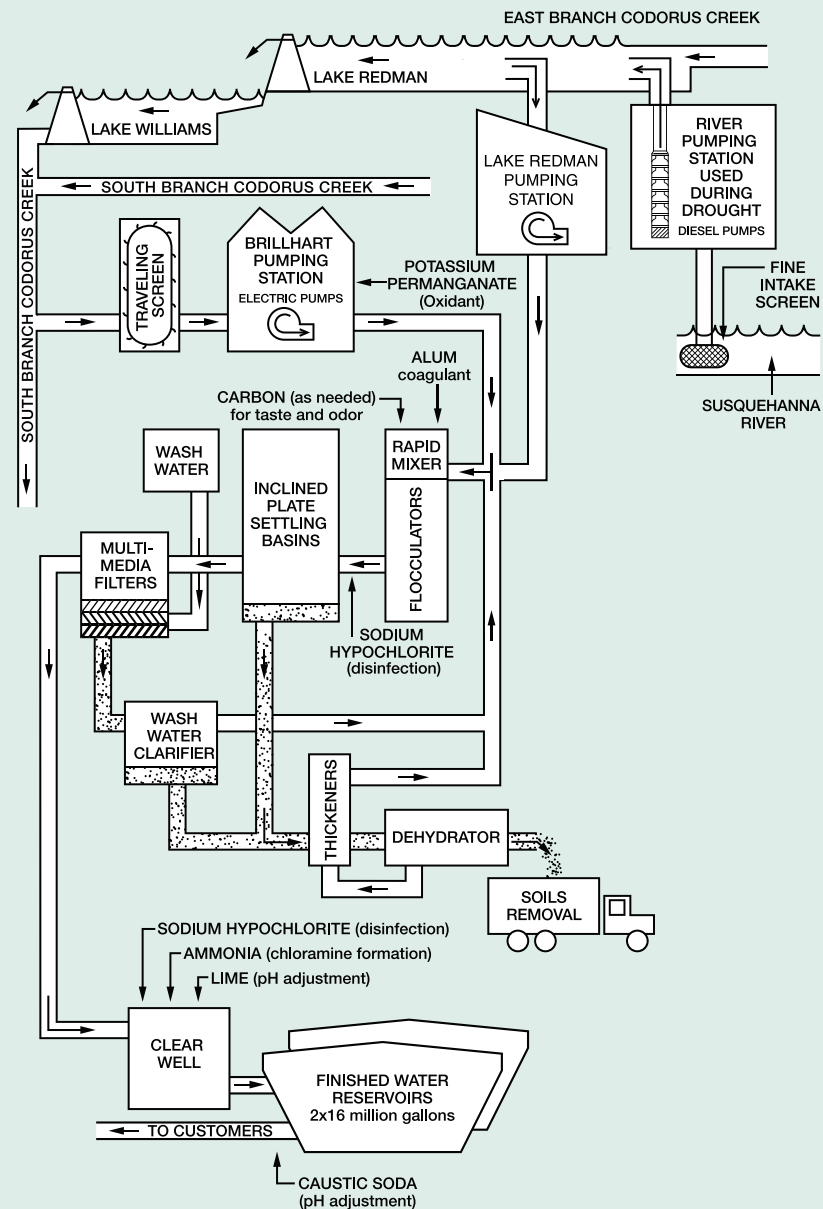 EAST BRANCH CODORUS CREEK
LAKE REDMAN
LAKE WILLIAMS
RIVER
PUMPING
STATION
USED
DURING
DROUGHT
DIESEL PUMPS
LAKE REDMAN
PUMPING
STATION
SOUTH BRANCH CODORUS CREEK
SOUTH BRANCH CODORUS CREEK
TRAVELING
SCREEN
BRILLHART
PUMPING
STATION
ELECTRIC PUMPS
POTASSIUM
PERMANGANATE
(Oxidant)
FINE
INTAKE
SCREEN
SUSQUEHANNA
RIVER
ALUM
coagulant
CARBON (as needed)
for taste and odor
WASH
WATER
INCLINED
PLATE
SETTLING
BASINS
RAPID
MIXER
FLOCCULATORS
MULTI-
MEDIA
FILTERS
SODIUM
HYPOCHLORITE
(disinfection)
WASH
WATER
CLARIFIER
THICKENERS
DEHYDRATOR
SOILS
REMOVAL
SODIUM HYPOCHLORITE (disinfection)
AMMONIA (chloramine formation)
LIME (pH adjustment)
CLEAR
WELL
FINISHED WATER
RESERVOIRS
2x16 million gallons
TO CUSTOMERS
CAUSTIC SODA
(pH adjustment)